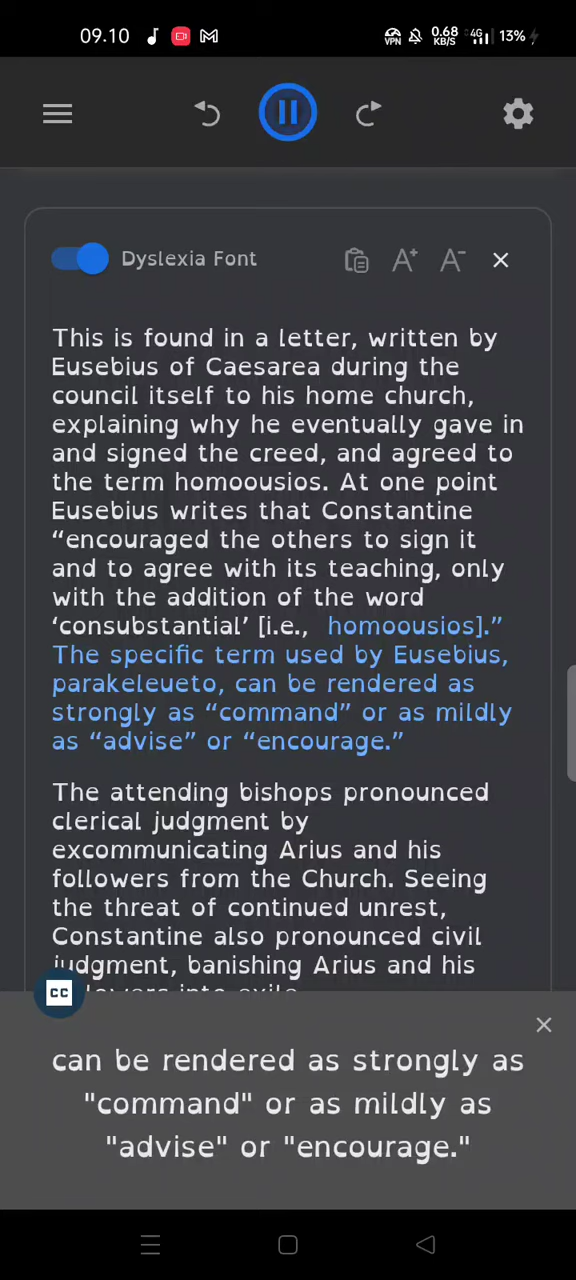 09.10
VPN 0.68 KB/S 4G 13%
Dyslexia Font A+ A-
This is found in a letter, written by
Eusebius of Caesarea during the
council itself to his home church,
explaining why he eventually gave in
and signed the creed, and agreed to
the term homoousios. At one point
Eusebius writes that Constantine
“encouraged the others to sign it
and to agree with its teaching, only
with the addition of the word
‘consubstantial’ [i.e., homoousios].”
The specific term used by Eusebius,
parakeleueto, can be rendered as
strongly as “command” or as mildly
as “advise” or “encourage.”
The attending bishops pronounced
clerical judgment by
excommunicating Arius and his
followers from the Church. Seeing
the threat of continued unrest,
Constantine also pronounced civil
judgment, banishing Arius and his
into exile
CC
can be rendered as strongly as
"command" or as mildly as
"advise" or "encourage."